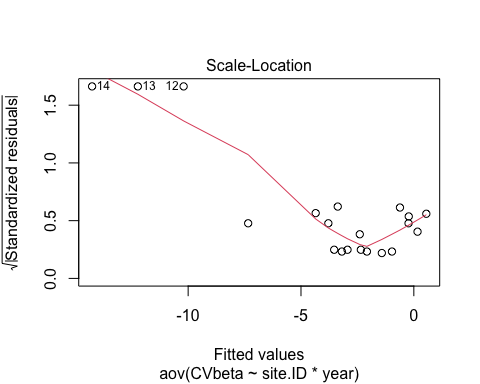 Scale-Location
√|Standardized residuals|
1.5
1.0
0.5
0.0
14
13
12
-10
-5
0
Fitted values
aov(CVbeta ~ site.ID * year)